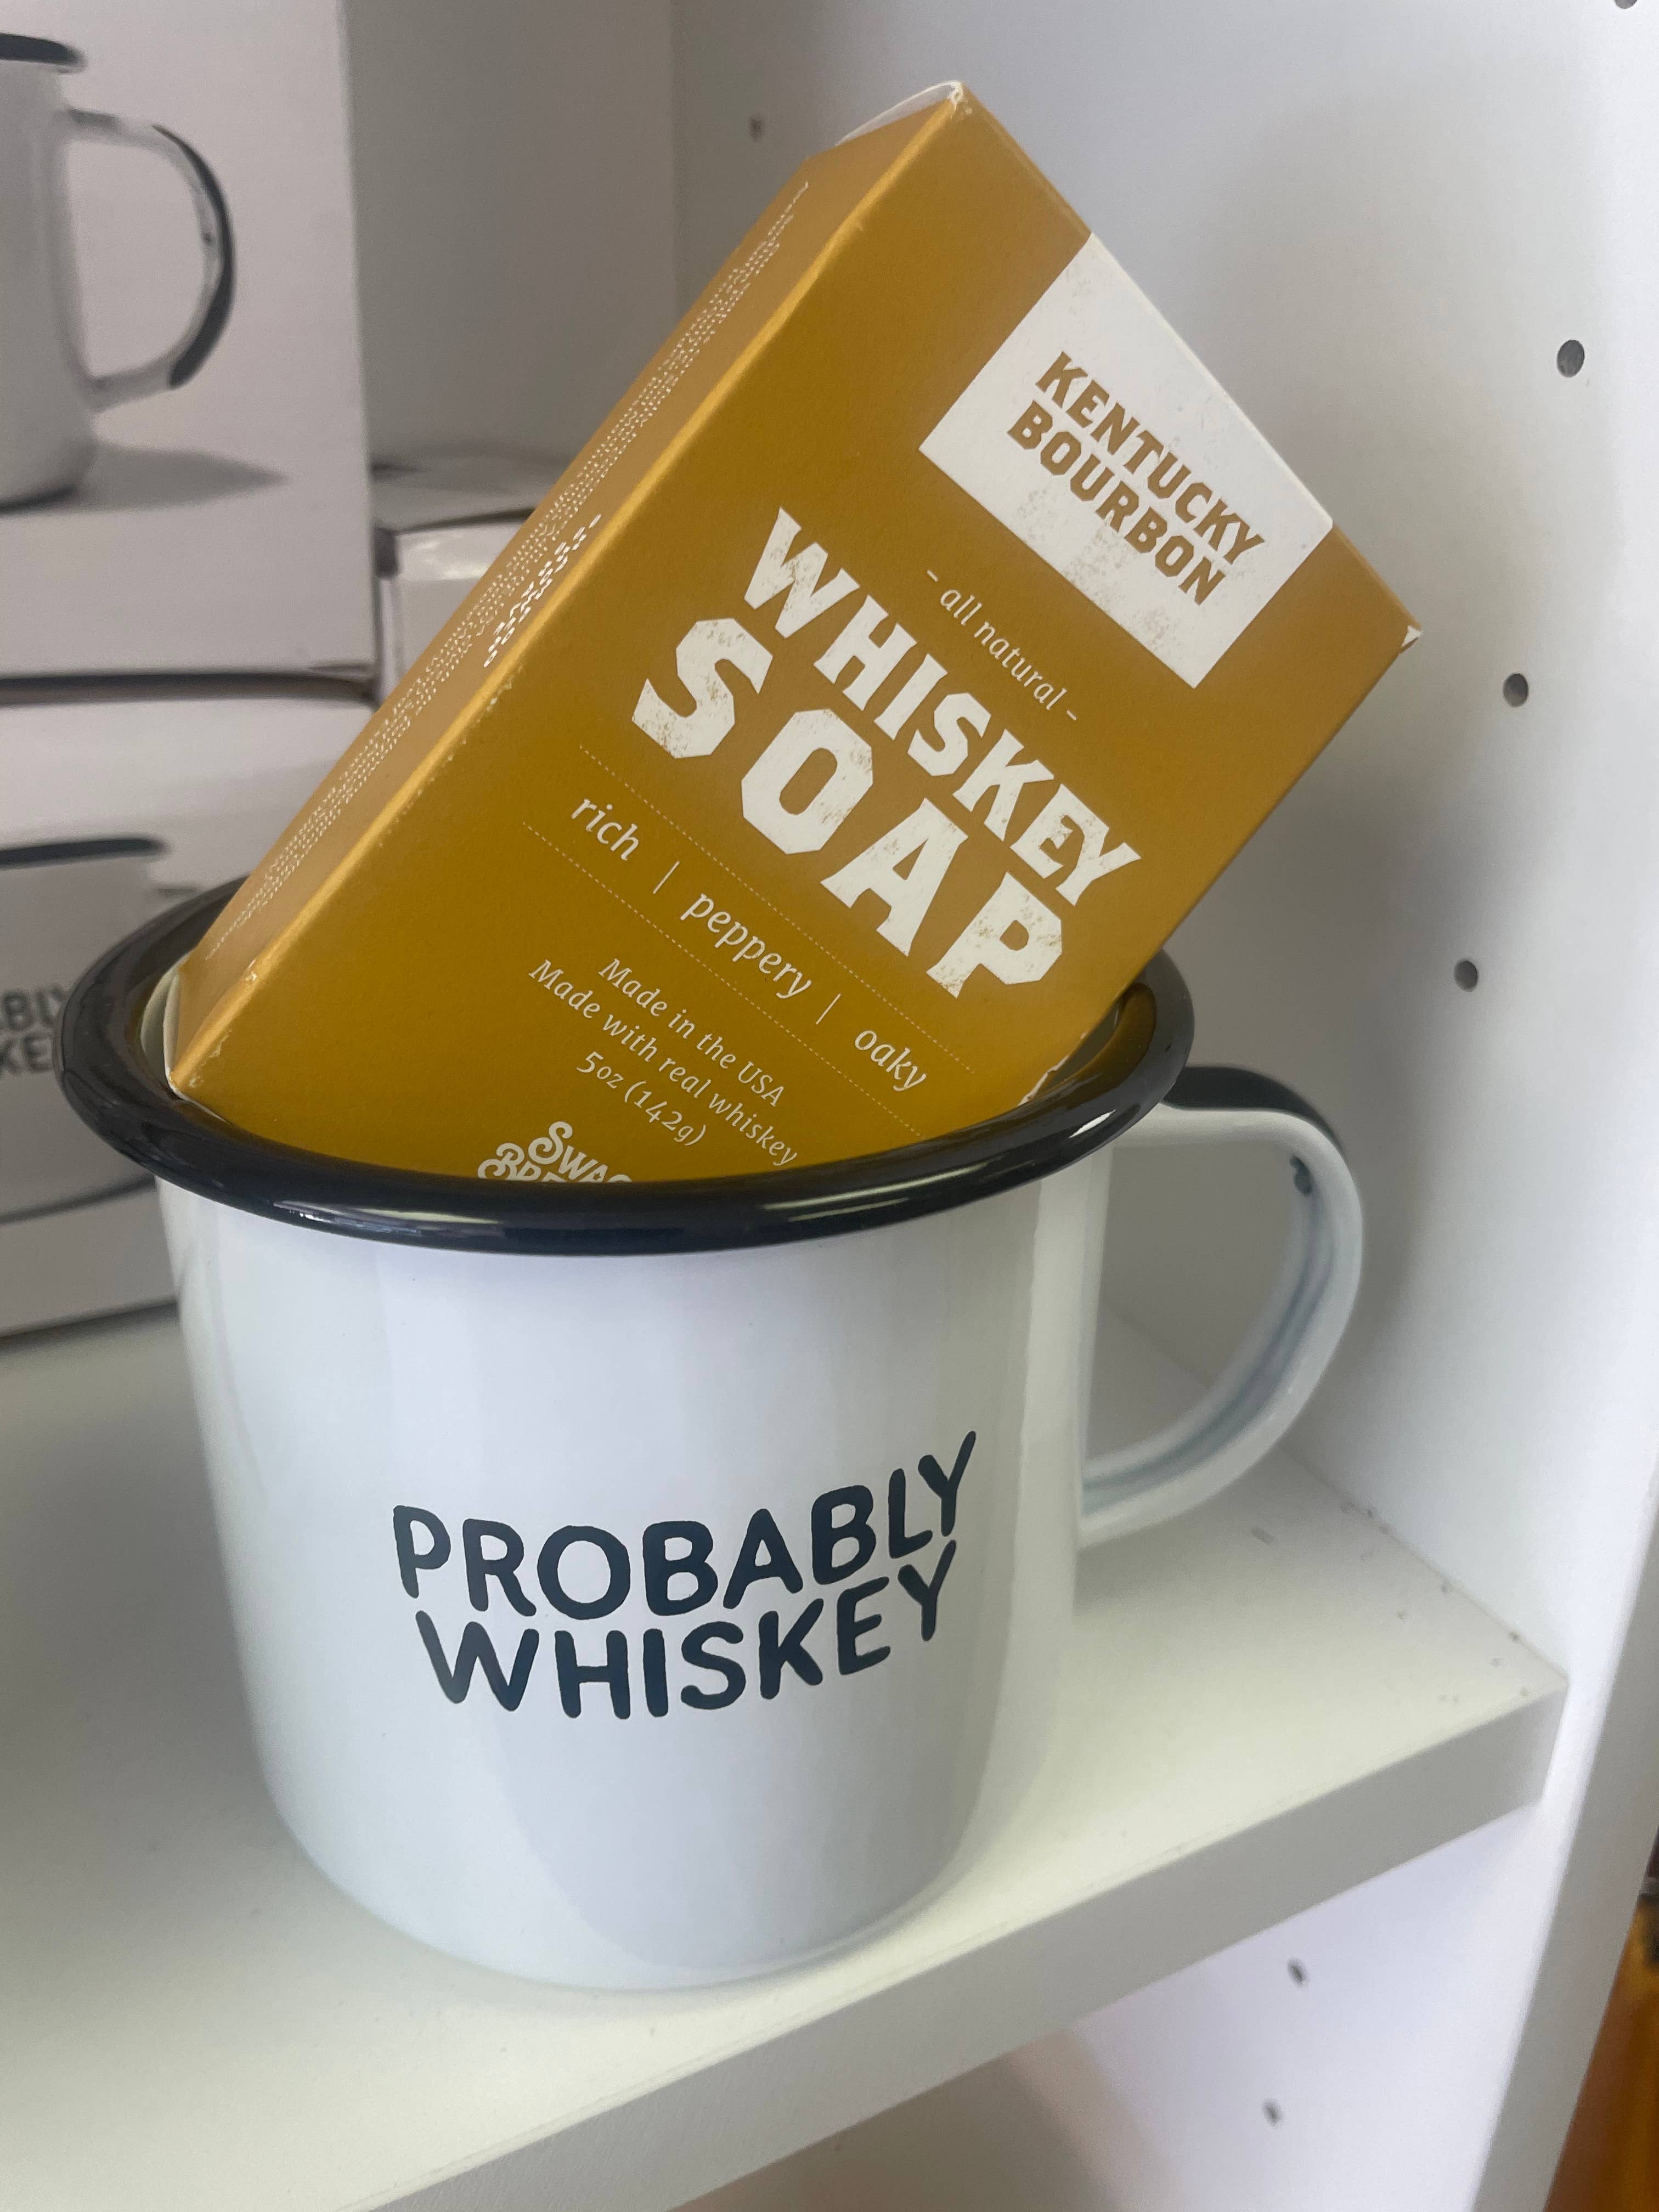 KENTUCKY
BOURBON
- all natural -
WHISKEY
SOAP
rich | peppery | oaky
Made in the USA
Made with real whiskey
5oz (142g)
PROBABLY
WHISKEY